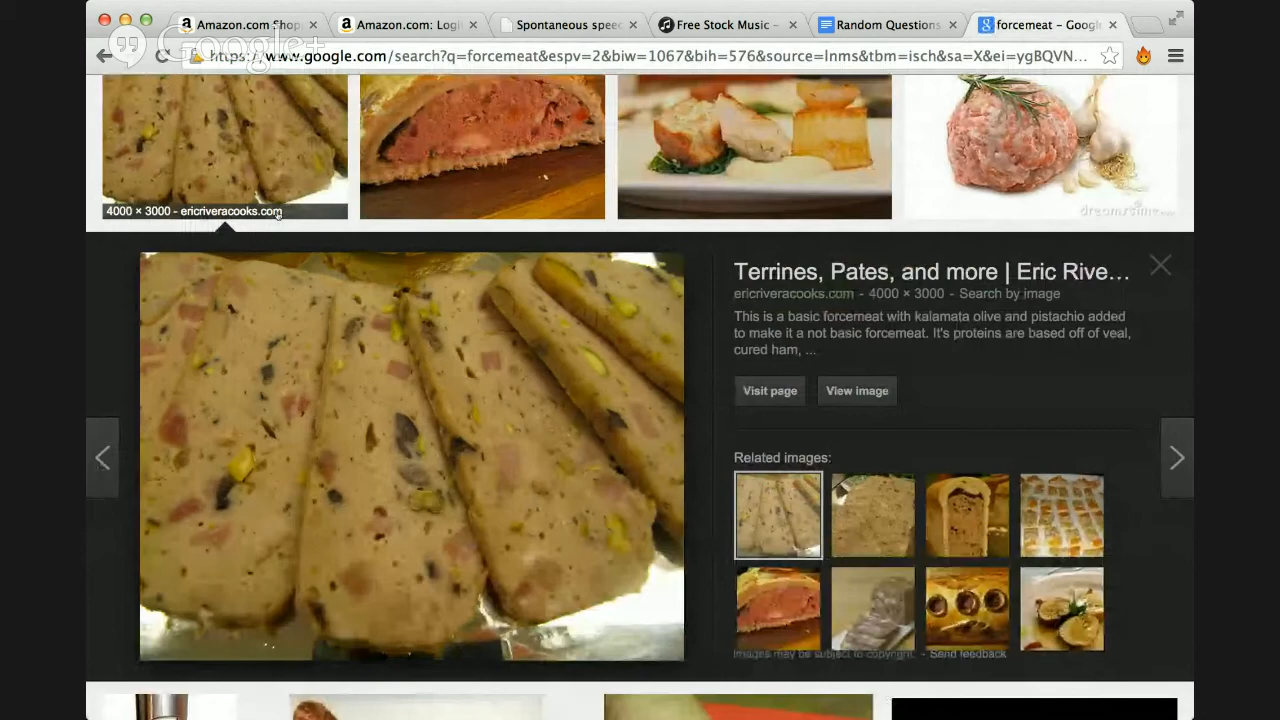 Amazon.com Shop
Amazon.com: Logi
Spontaneous speec
Free Stock Music –
Random Questions
forcemeat – Googl
Google+
https://www.google.com/search?q=forcemeat&espv=2&biw=1067&bih=576&source=lnms&tbm=isch&sa=X&ei=ygBQVN...
dreamstime
4000 × 3000 - ericriveracooks.com
Terrines, Pates, and more | Eric Rive...
ericriveracooks.com - 4000 × 3000 - Search by image
This is a basic forcemeat with kalamata olive and pistachio added
to make it a not basic forcemeat. It's proteins are based off of veal,
cured ham, ...
Visit page
View image
Related images:
Images may be subject to copyright. - Send feedback